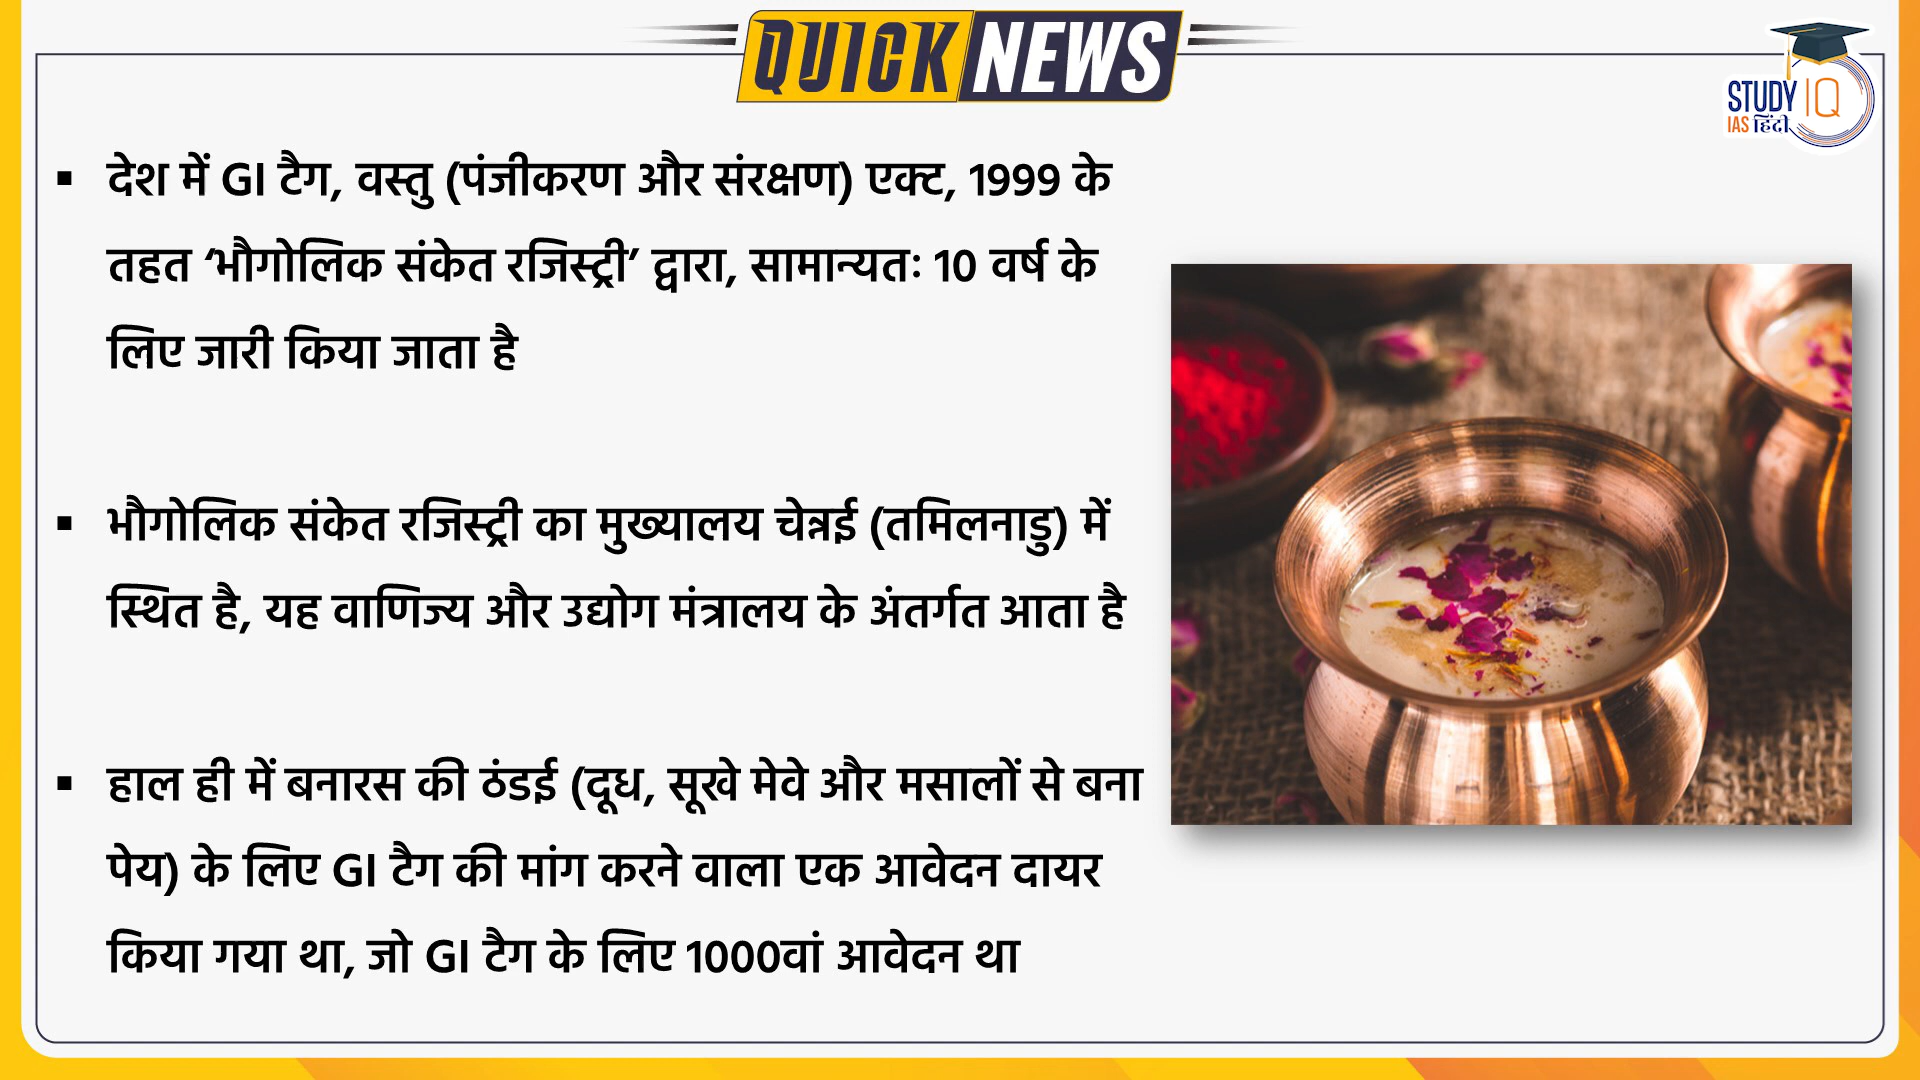 QUICK NEWS
STUDY IQ
IAS हिंदी
▪ देश में GI टैग, वस्तु (पंजीकरण और संरक्षण) एक्ट, 1999 के
तहत ‘भौगोलिक संकेत रजिस्ट्री’ द्वारा, सामान्यतः 10 वर्ष के
लिए जारी किया जाता है
▪ भौगोलिक संकेत रजिस्ट्री का मुख्यालय चेन्नई (तमिलनाडु) में
स्थित है, यह वाणिज्य और उद्योग मंत्रालय के अंतर्गत आता है
▪ हाल ही में बनारस की ठंडई (दूध, सूखे मेवे और मसालों से बना
पेय) के लिए GI टैग की मांग करने वाला एक आवेदन दायर
किया गया था, जो GI टैग के लिए 1000वां आवेदन था